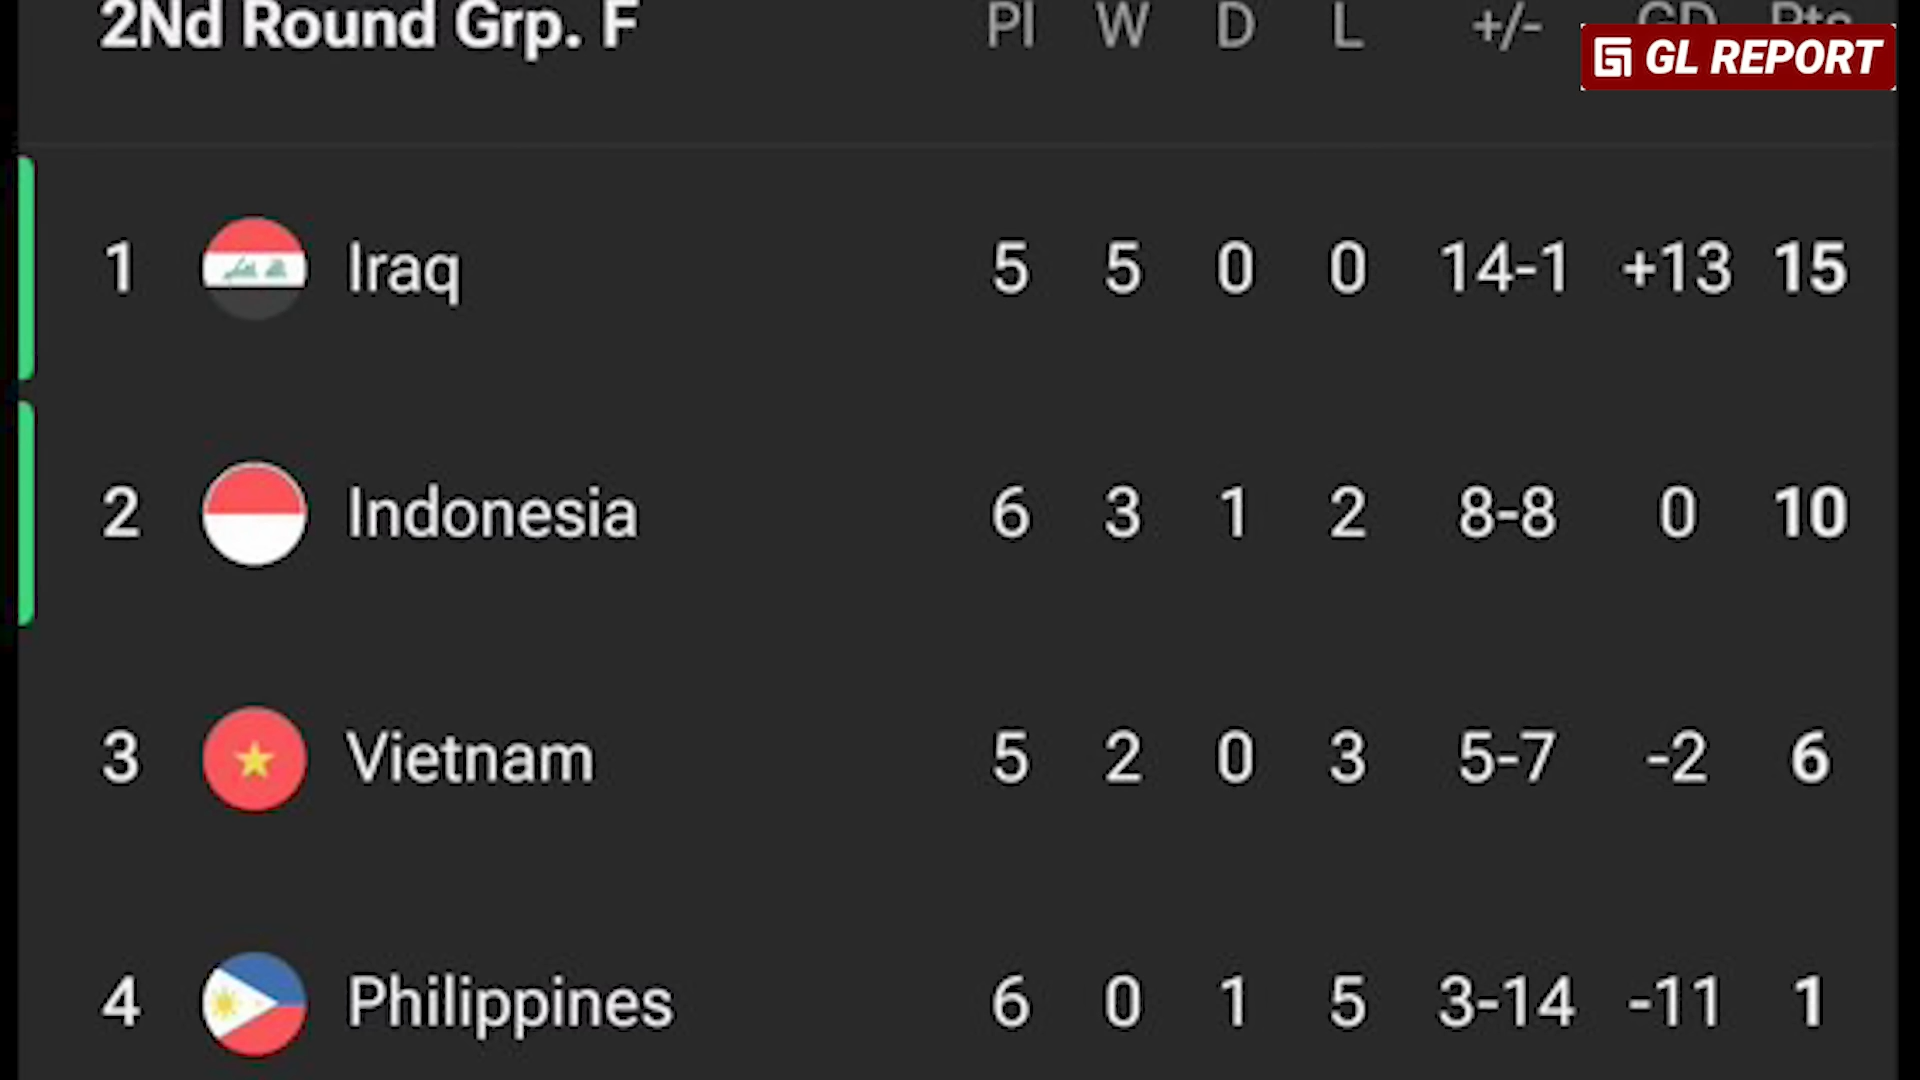 2Nd Round Grp. F Pl W D L +/- GD Pts
GL REPORT
1 Iraq 5 5 0 0 14-1 +13 15
2 Indonesia 6 3 1 2 8-8 0 10
3 Vietnam 5 2 0 3 5-7 -2 6
4 Philippines 6 0 1 5 3-14 -11 1